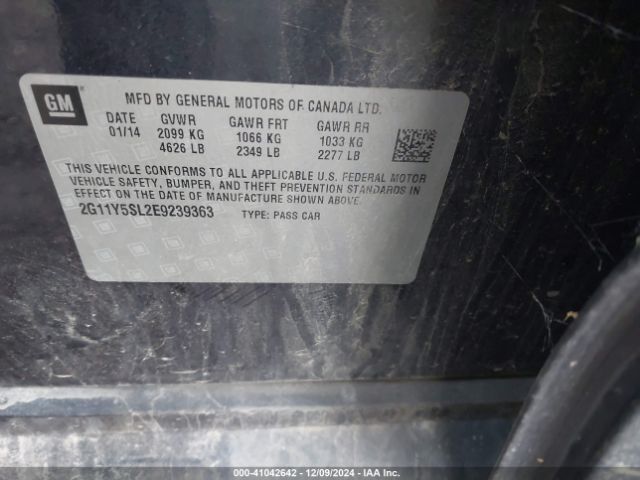 GM
MFD BY GENERAL MOTORS OF CANADA LTD.
DATE GVWR GAWR FRT GAWR RR
01/14 2099 KG 1066 KG 1033 KG
4626 LB 2349 LB 2277 LB
THIS VEHICLE CONFORMS TO ALL APPLICABLE U.S. FEDERAL MOTOR
VEHICLE SAFETY, BUMPER, AND THEFT PREVENTION STANDARDS IN
EFFECT ON THE DATE OF MANUFACTURE SHOWN ABOVE.
2G11Y5SL2E9239363 TYPE: PASS CAR
000-41042642 - 12/09/2024 - IAA Inc.